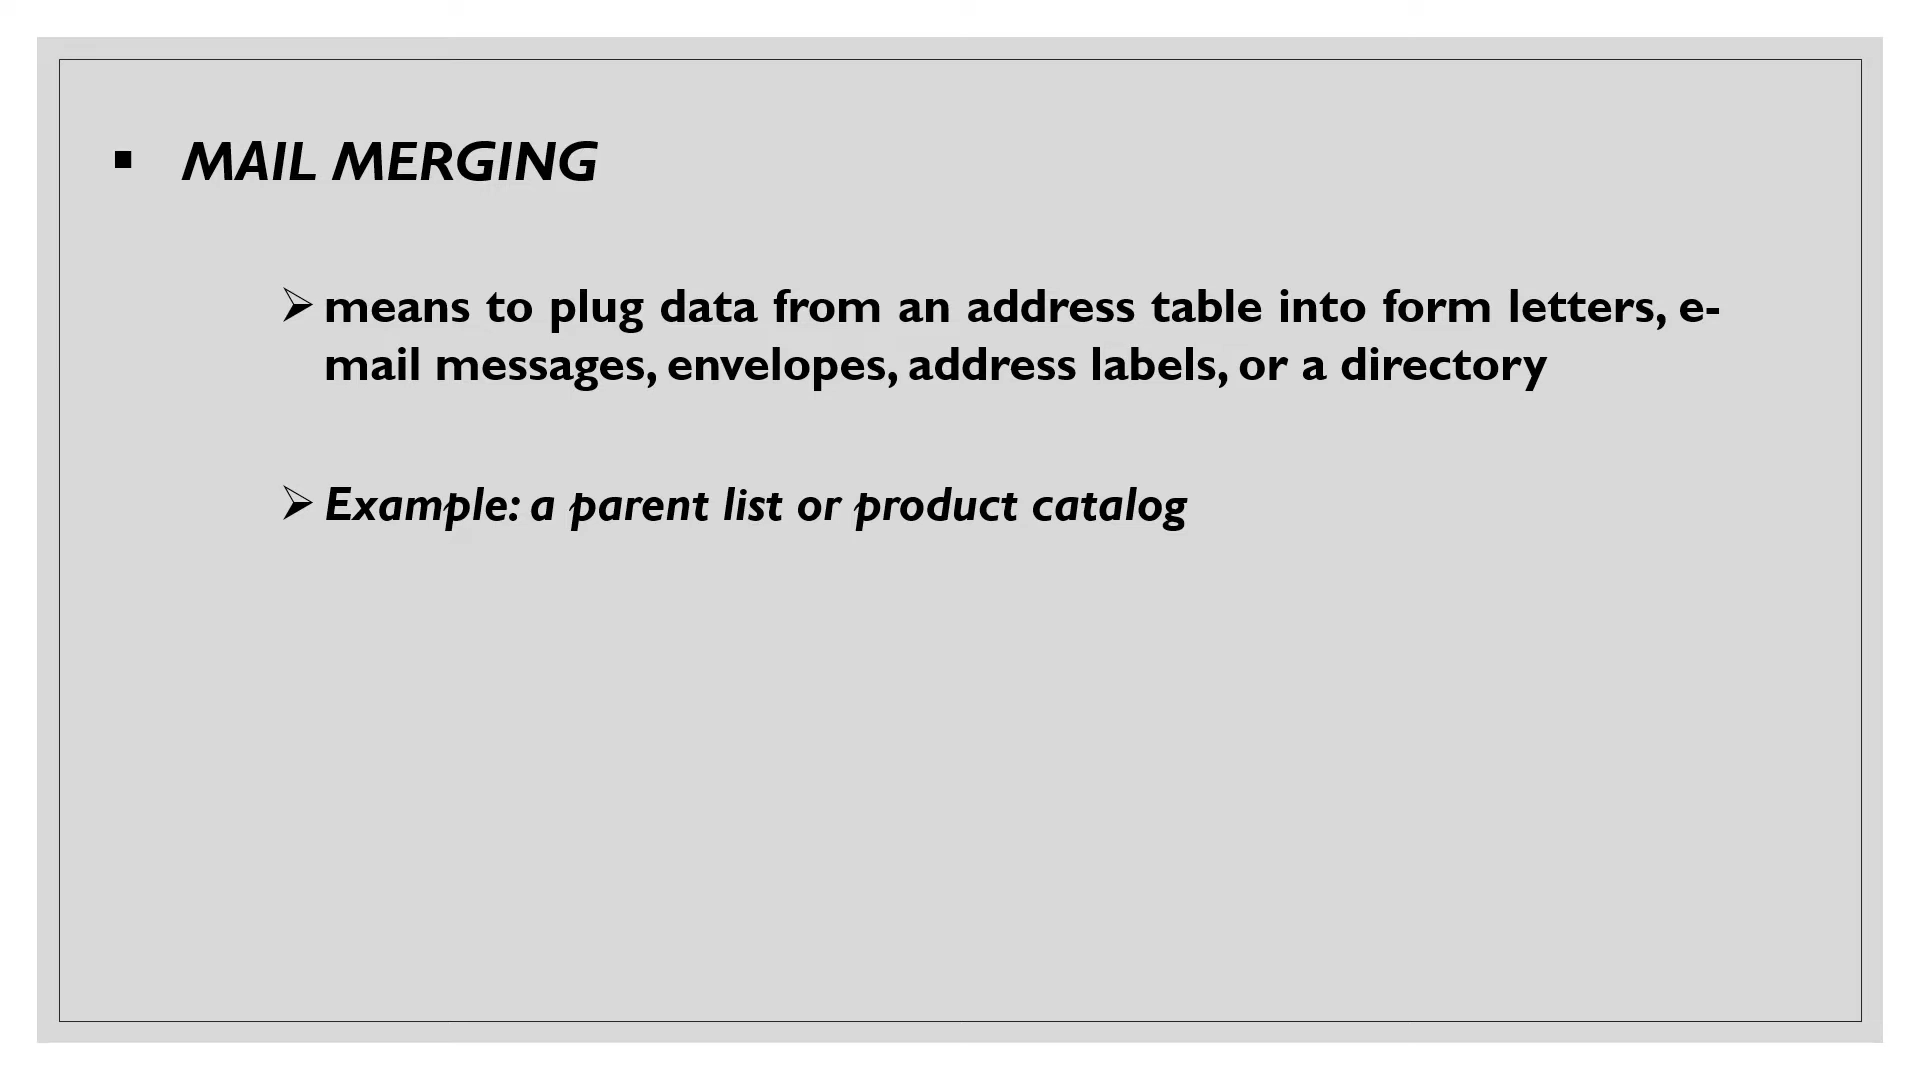 ▪ MAIL MERGING
➢ means to plug data from an address table into form letters, e-
mail messages, envelopes, address labels, or a directory
➢ Example: a parent list or product catalog